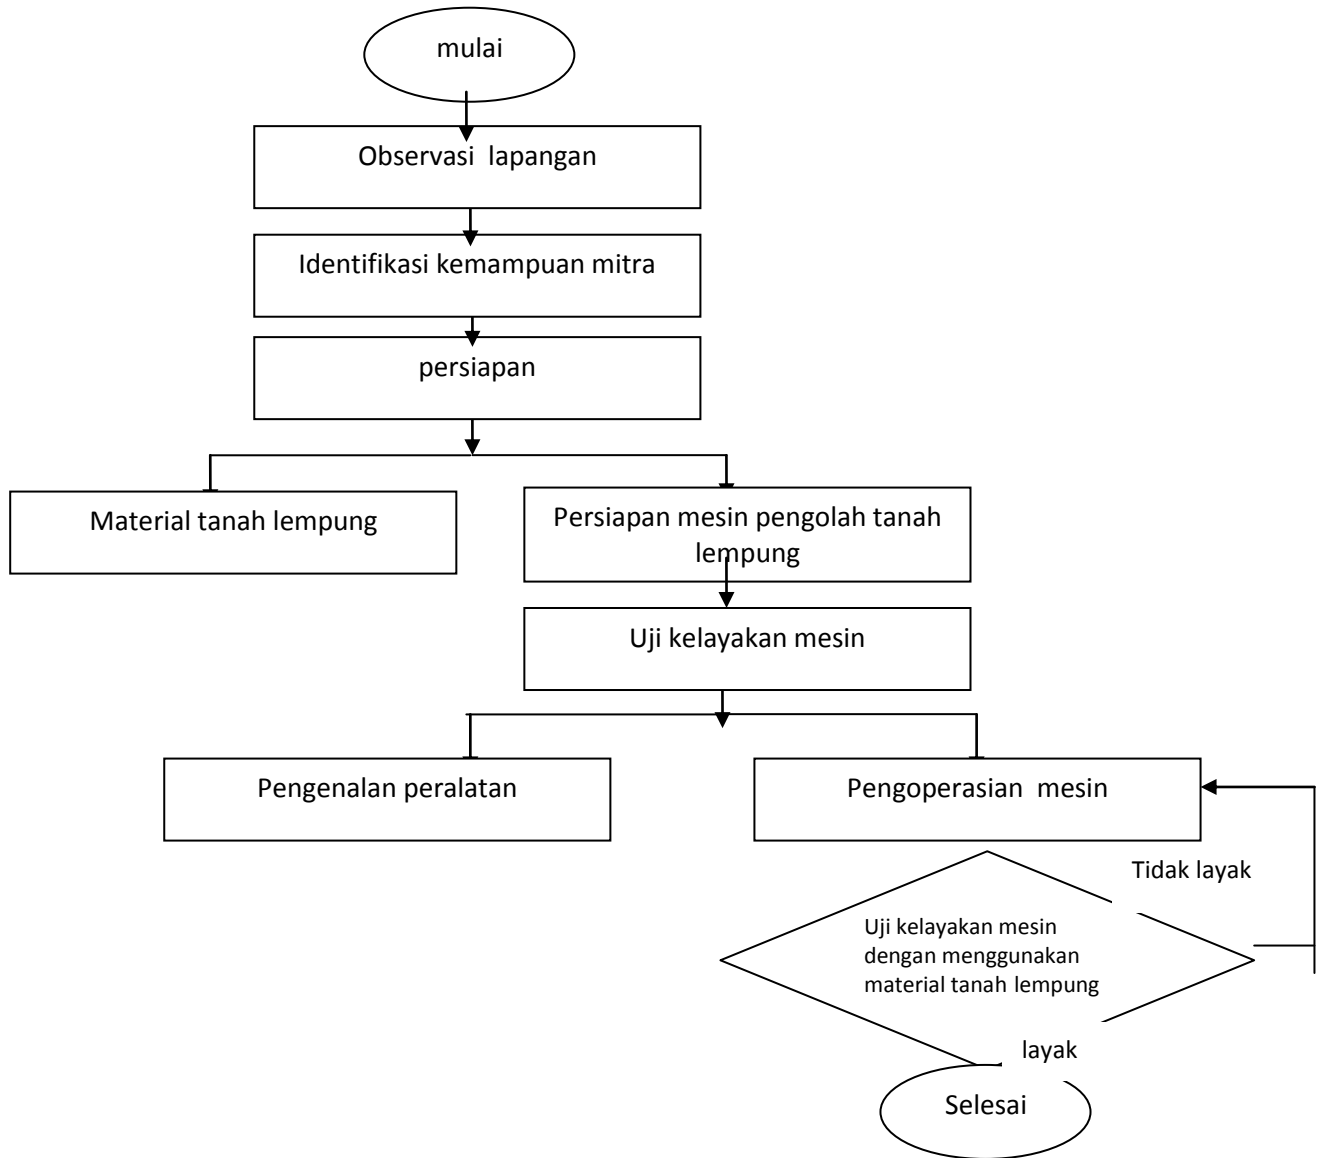 mulai
Observasi lapangan
Identifikasi kemampuan mitra
persiapan
Material tanah lempung
Persiapan mesin pengolah tanah
lempung
Uji kelayakan mesin
Pengenalan peralatan
Pengoperasian mesin
Tidak layak
Uji kelayakan mesin
dengan menggunakan
material tanah lempung
layak
Selesai